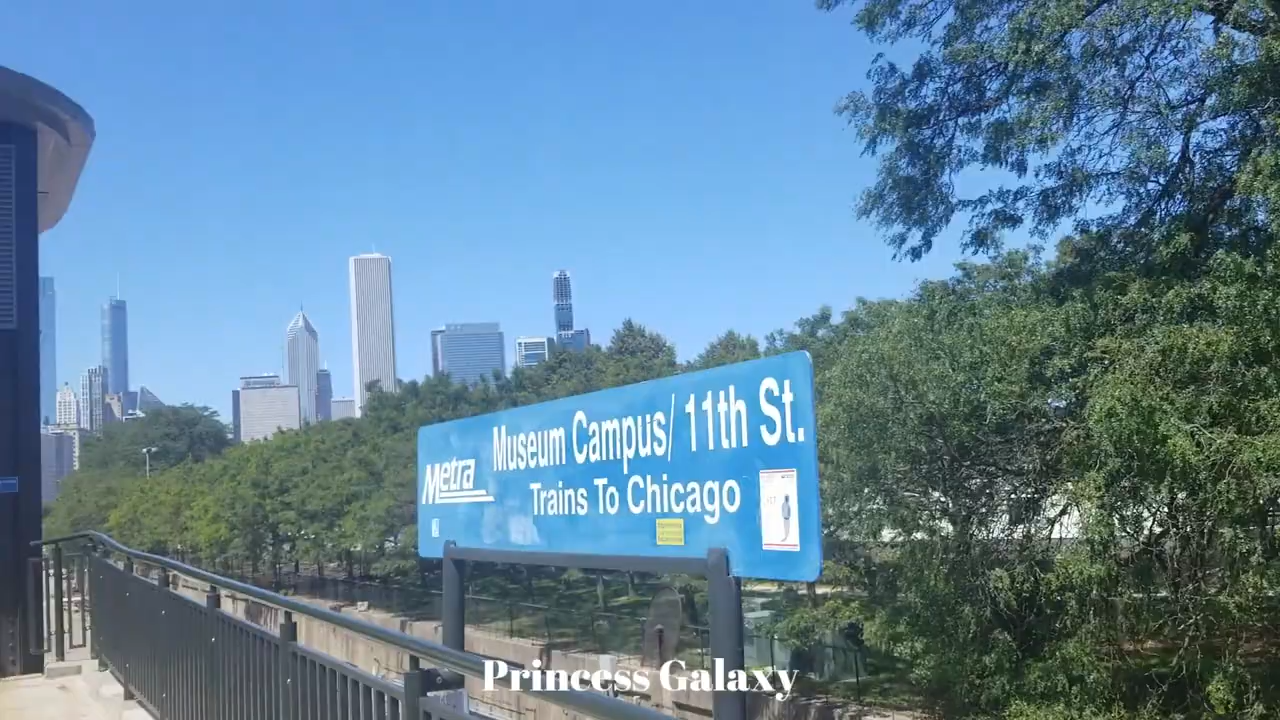 Museum Campus/ 11th St.
Metra
Trains To Chicago
Princess Galaxy